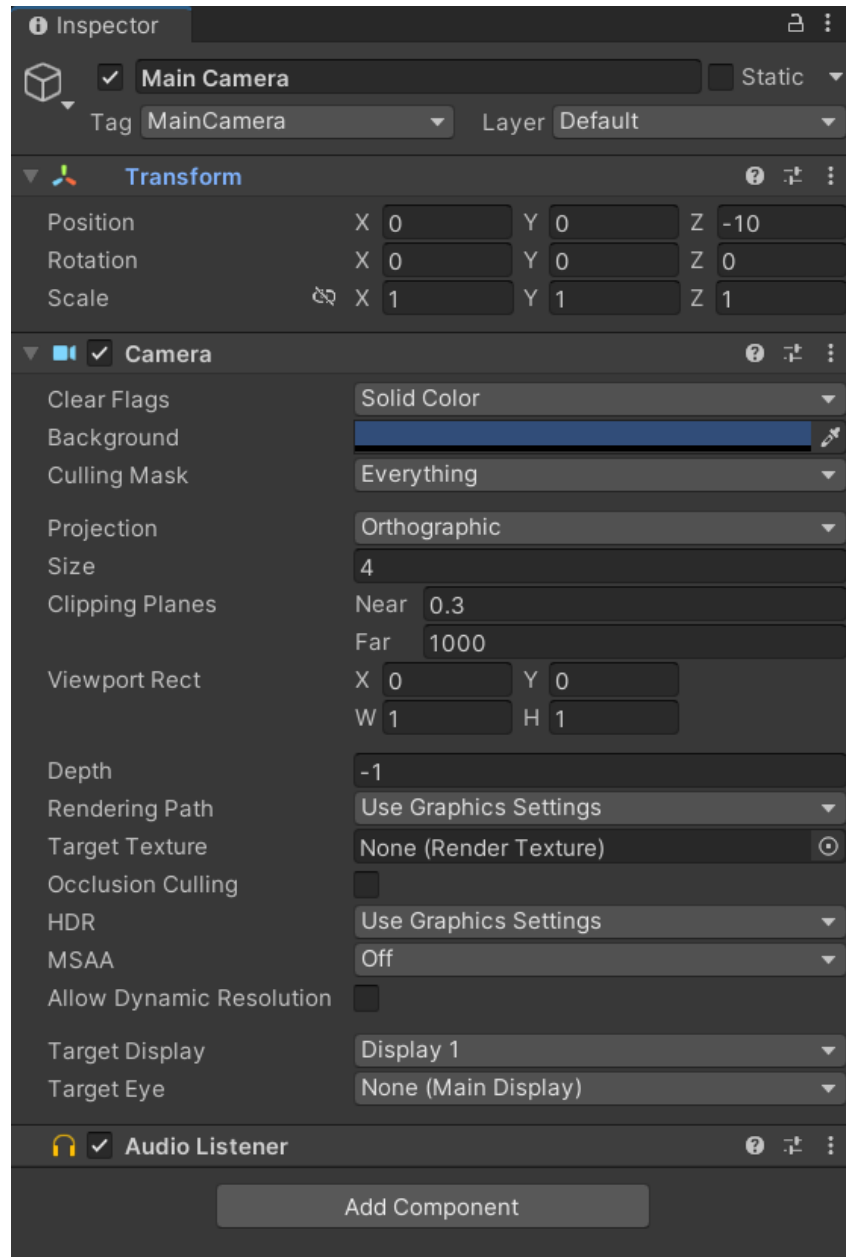 Inspector
Main Camera Static
Tag MainCamera Layer Default
Transform
Position X 0 Y 0 Z -10
Rotation X 0 Y 0 Z 0
Scale X 1 Y 1 Z 1
Camera
Clear Flags Solid Color
Background
Culling Mask Everything
Projection Orthographic
Size 4
Clipping Planes Near 0.3
Far 1000
Viewport Rect X 0 Y 0
W 1 H 1
Depth -1
Rendering Path Use Graphics Settings
Target Texture None (Render Texture)
Occlusion Culling
HDR Use Graphics Settings
MSAA Off
Allow Dynamic Resolution
Target Display Display 1
Target Eye None (Main Display)
Audio Listener
Add Component